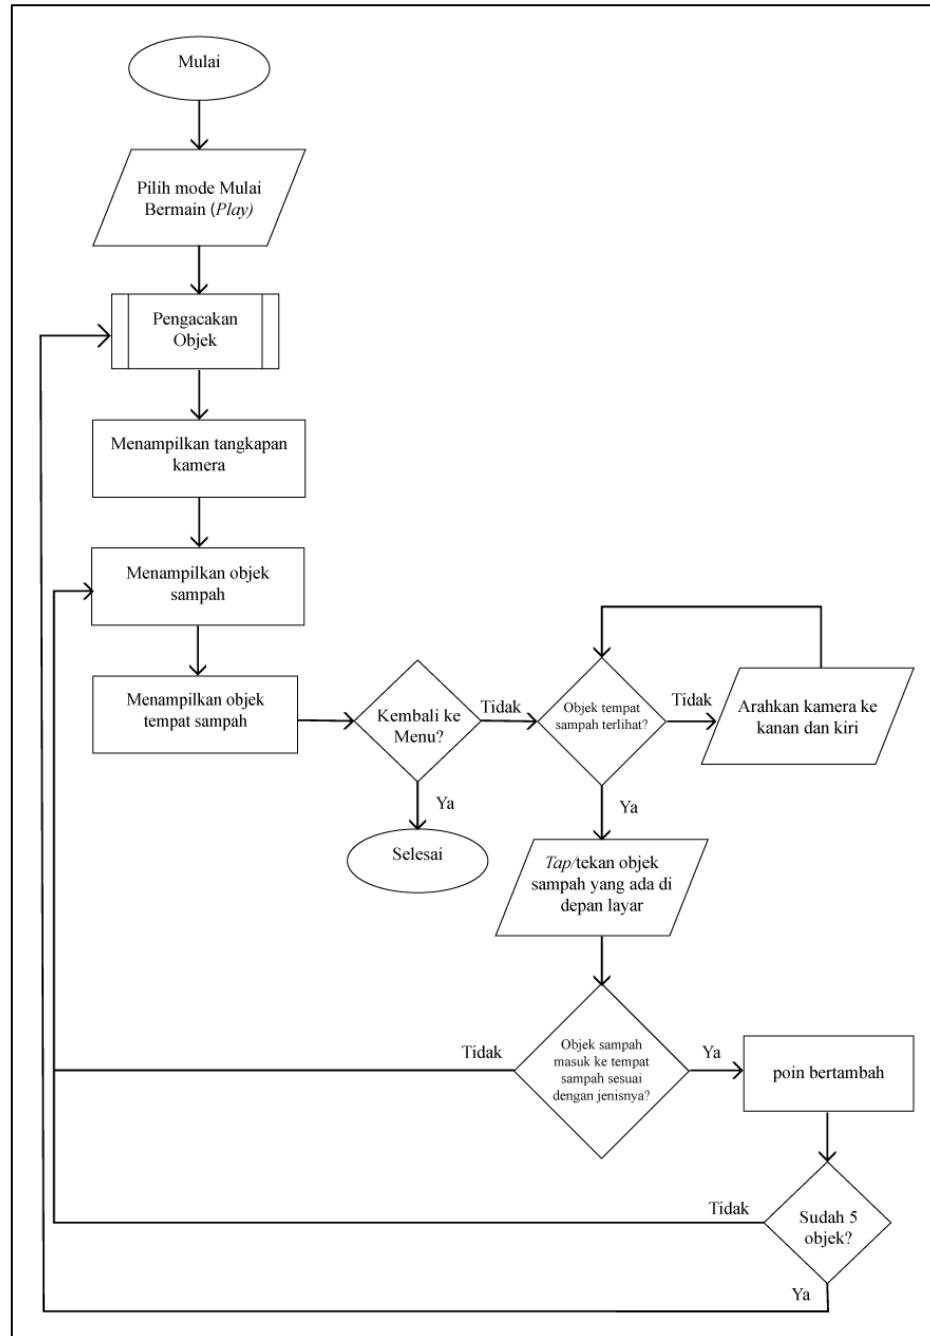 Mulai
Pilih mode Mulai
Bermain (Play)
Pengacakan
Objek
Menampilkan tangkapan
kamera
Menampilkan objek
sampah
Menampilkan objek
tempat sampah
Kembali ke
Menu?
Tidak
Ya
Selesai
Objek tempat
sampah terlihat?
Tidak
Arahkan kamera ke
kanan dan kiri
Ya
Tap/tekan objek
sampah yang ada di
depan layar
Objek sampah
masuk ke tempat
sampah sesuai
dengan jenisnya?
Tidak
Ya
poin bertambah
Sudah 5
objek?
Tidak
Ya